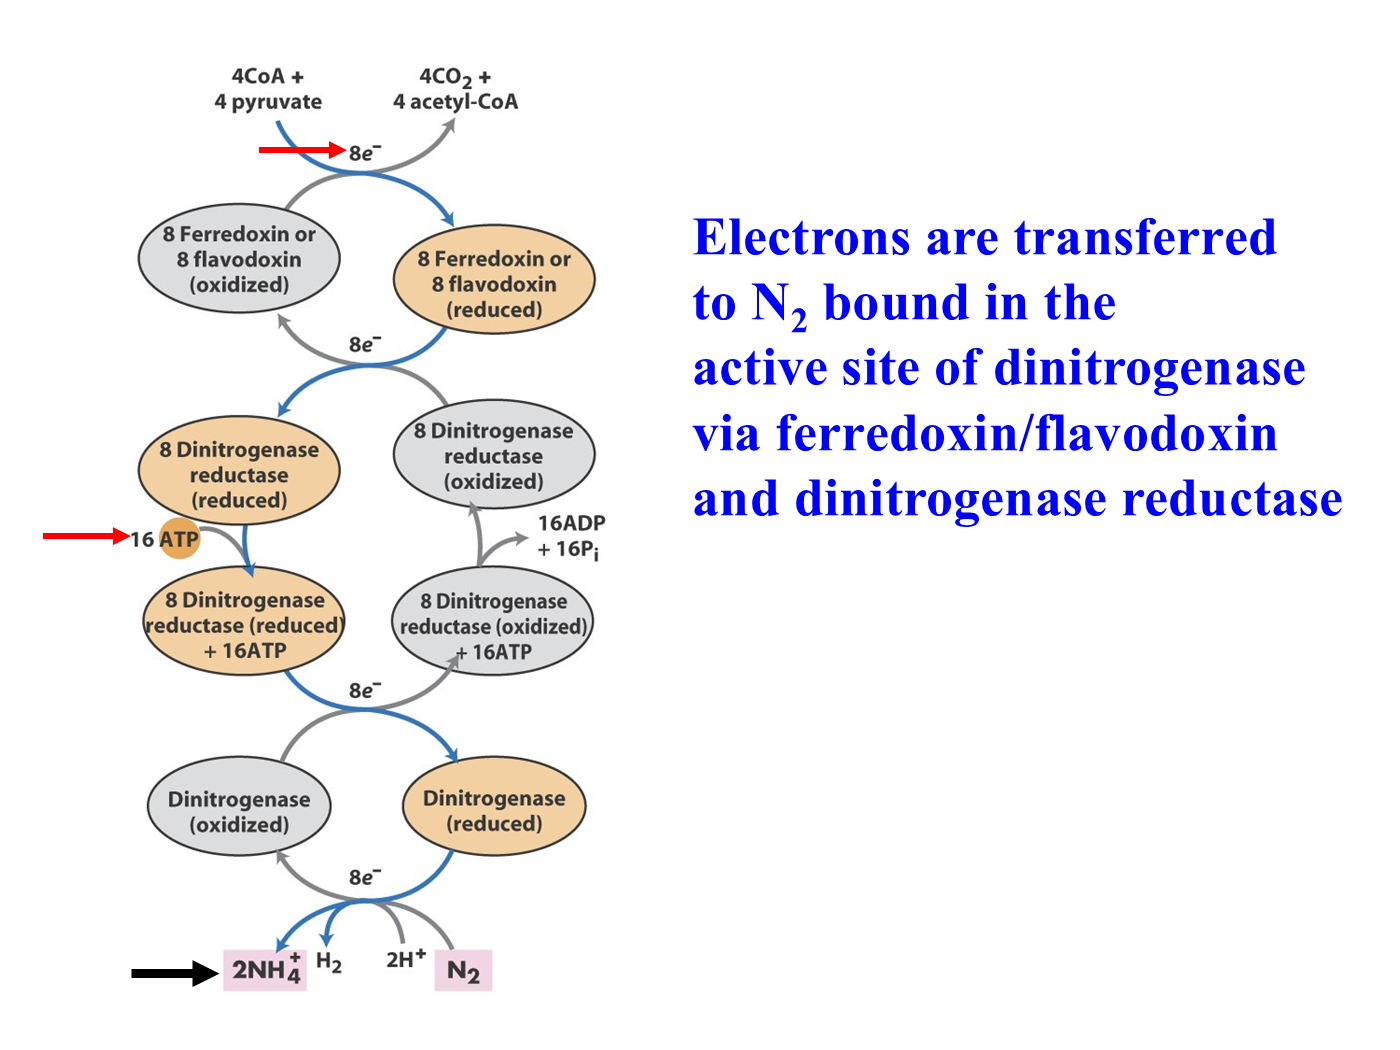 4CoA +
4 pyruvate
4CO2 +
4 acetyl-CoA
8e−
8 Ferredoxin or
8 flavodoxin
(oxidized)
8 Ferredoxin or
8 flavodoxin
(reduced)
8e−
8 Dinitrogenase
reductase
(reduced)
8 Dinitrogenase
reductase
(oxidized)
16 ATP
16ADP
+ 16Pi
8 Dinitrogenase
reductase (reduced)
+ 16ATP
8 Dinitrogenase
reductase (oxidized)
+ 16ATP
8e−
Dinitrogenase
(oxidized)
Dinitrogenase
(reduced)
8e−
2NH4+
H2
2H+
N2
Electrons are transferred
to N2 bound in the
active site of dinitrogenase
via ferredoxin/flavodoxin
and dinitrogenase reductase